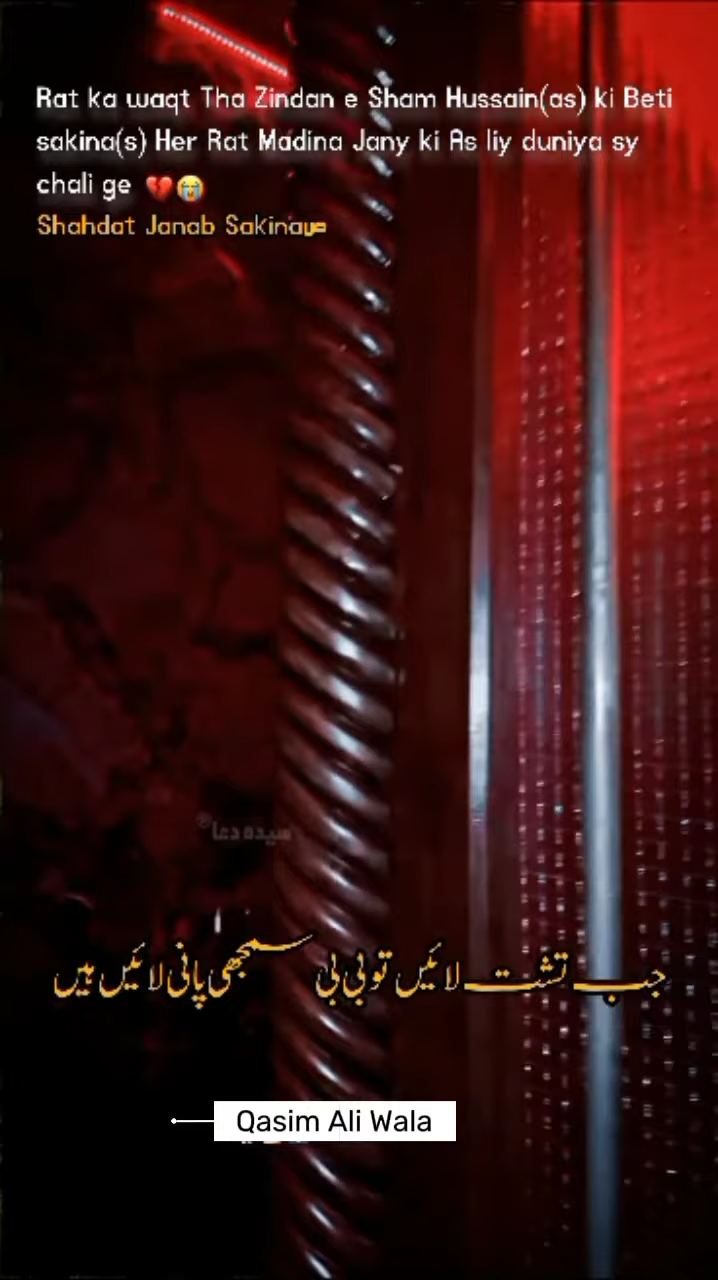 Rat ka waqt Tha Zindan e Sham Hussain(as) ki Beti
sakina(s) Her Rat Madina Jany ki As liy duniya sy
chali ge 💔😭
Shahdat Janab Sakina
سیدہ دعا®
جب تشت لائیں تو بی بی سمجھی پانی لائیں ہیں
Qasim Ali Wala